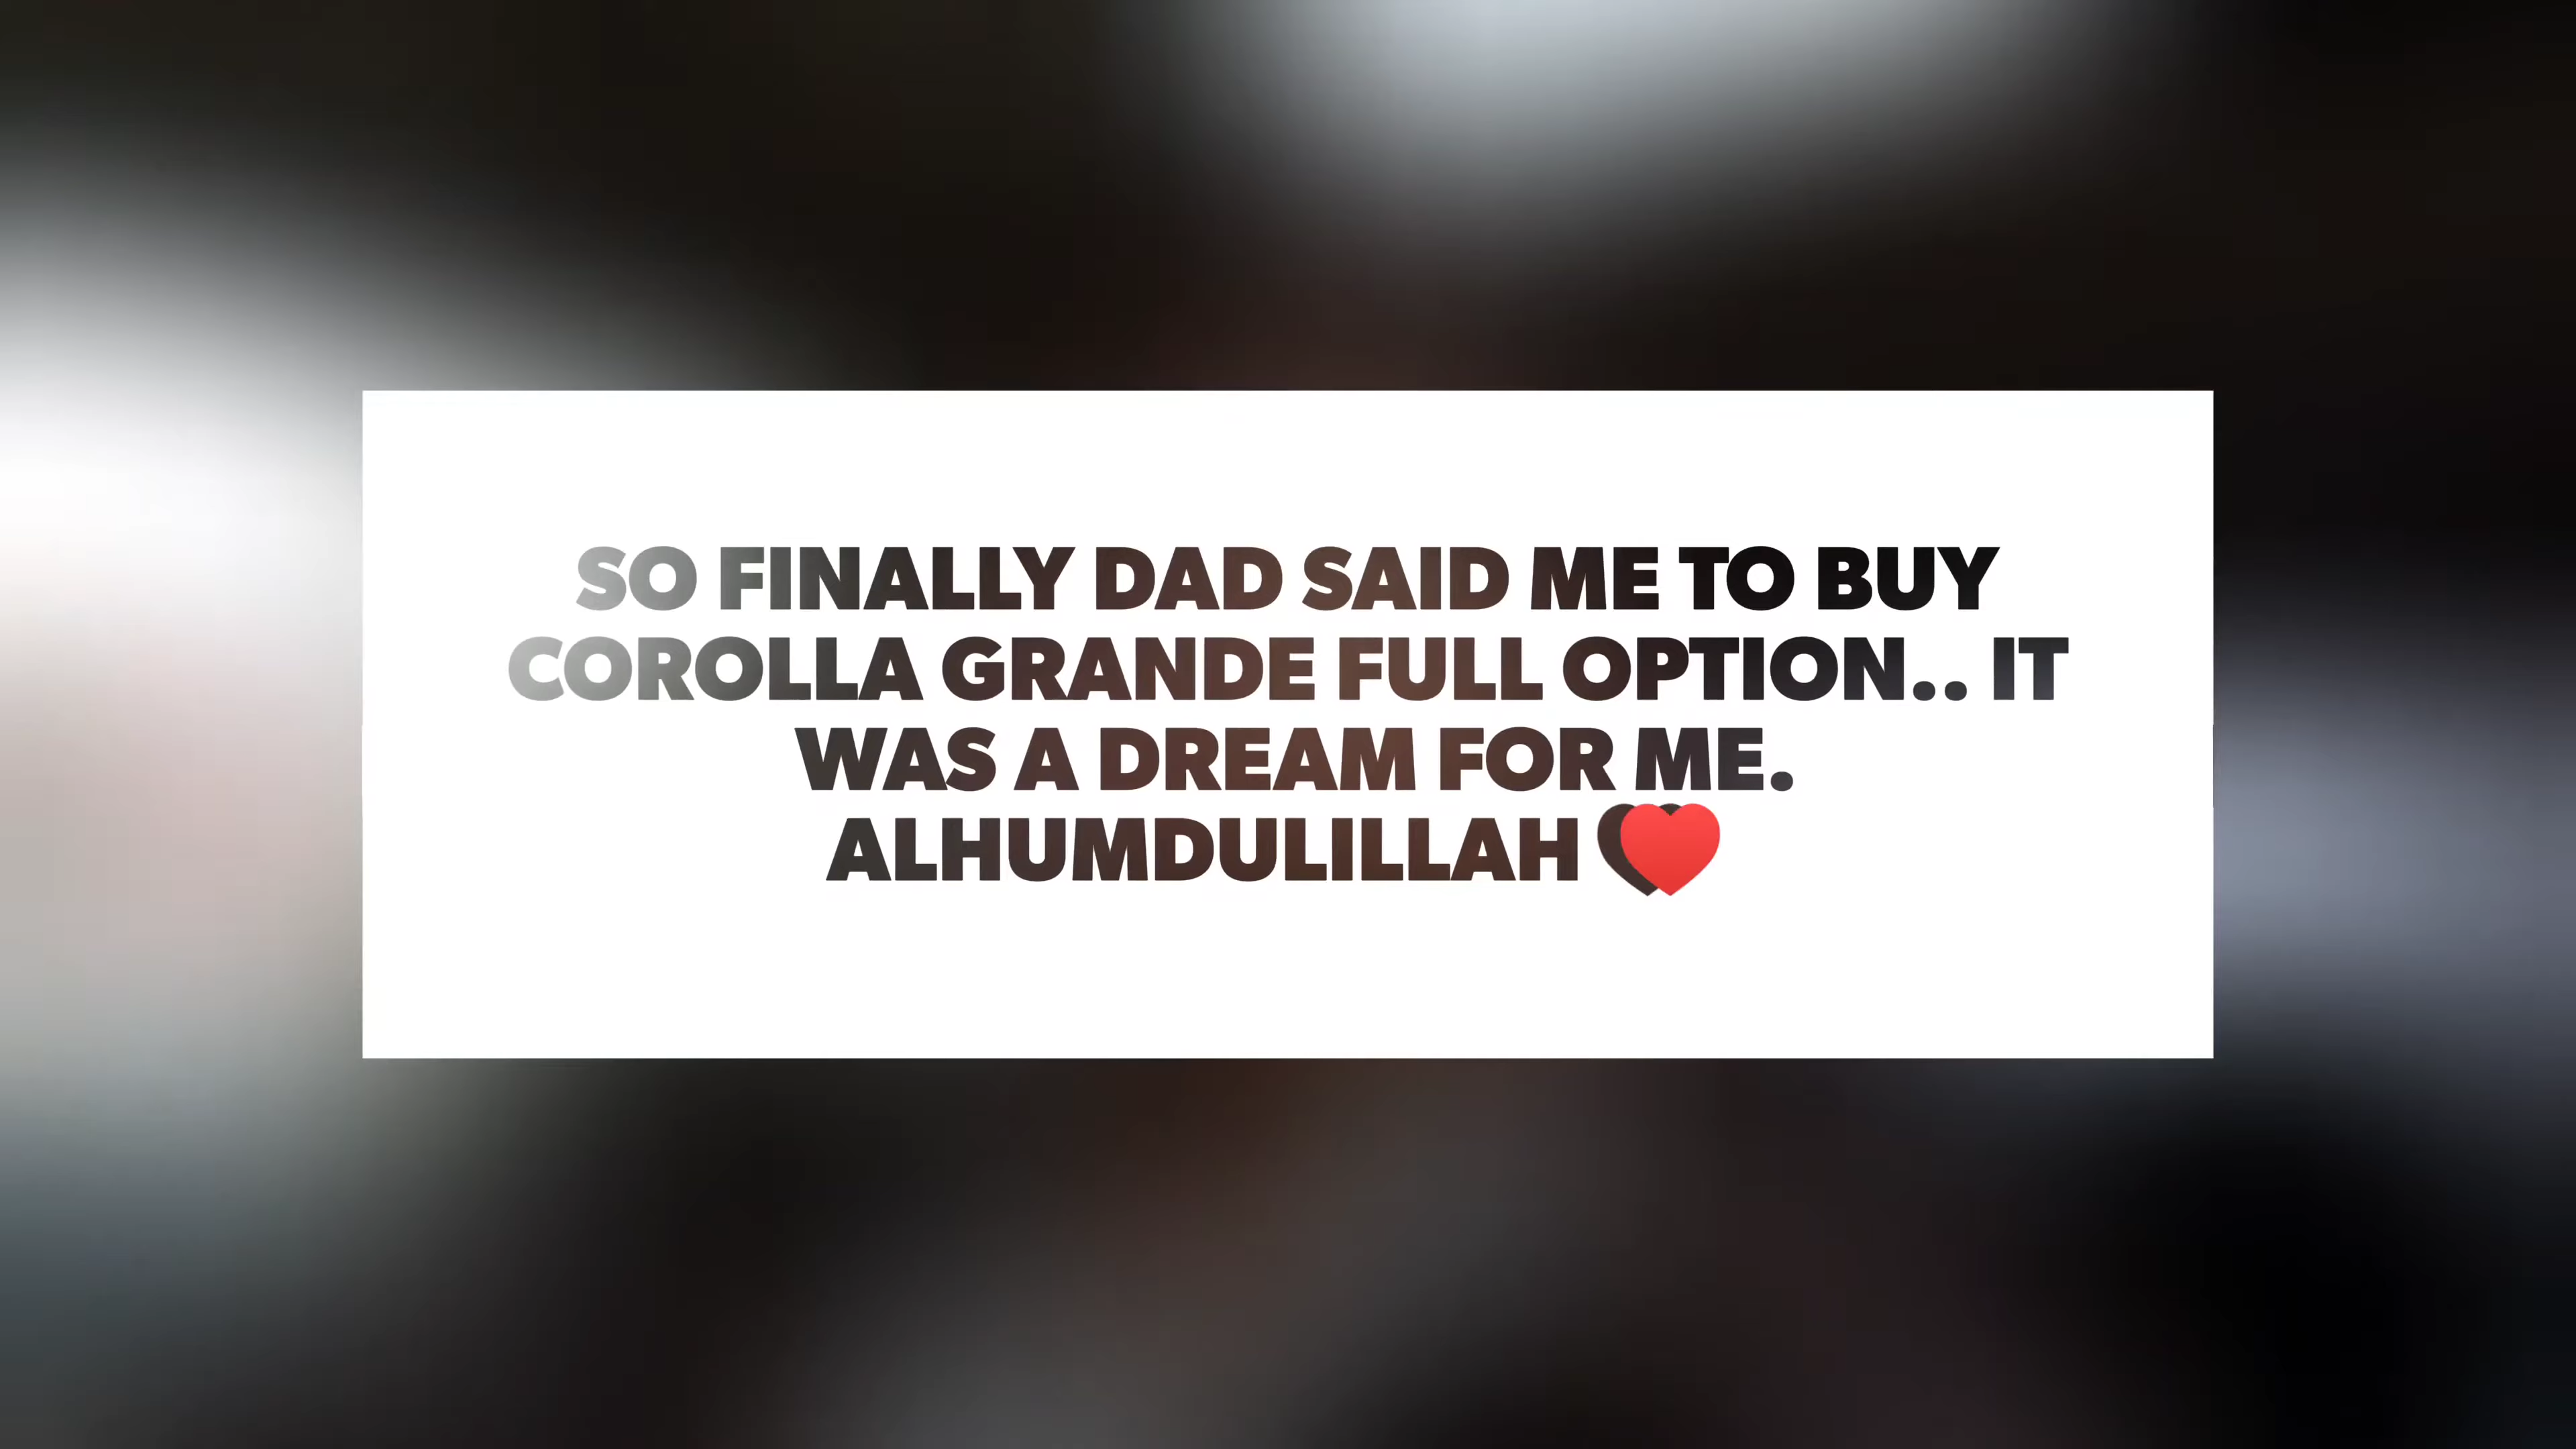 SO FINALLY DAD SAID ME TO BUY
COROLLA GRANDE FULL OPTION.. IT
WAS A DREAM FOR ME.
ALHUMDULILLAH ❤️